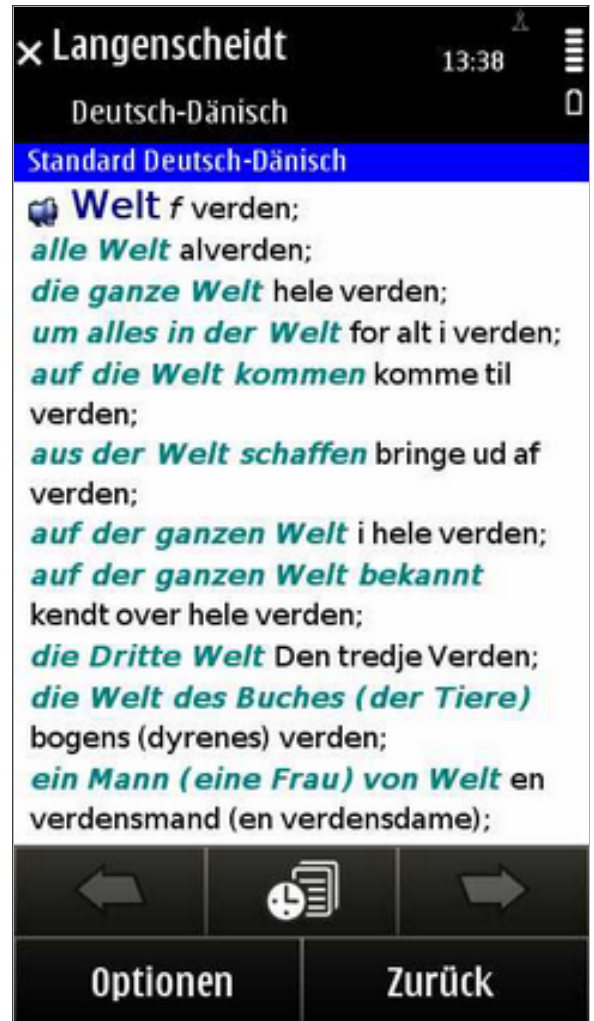 × Langenscheidt
13:38
Deutsch-Dänisch
Standard Deutsch-Dänisch
Welt f verden;
alle Welt alverden;
die ganze Welt hele verden;
um alles in der Welt for alt i verden;
auf die Welt kommen komme til
verden;
aus der Welt schaffen bringe ud af
verden;
auf der ganzen Welt i hele verden;
auf der ganzen Welt bekannt
kendt over hele verden;
die Dritte Welt Den tredje Verden;
die Welt des Buches (der Tiere)
bogens (dyrenes) verden;
ein Mann (eine Frau) von Welt en
verdensmand (en verdensdame);
Optionen
Zurück